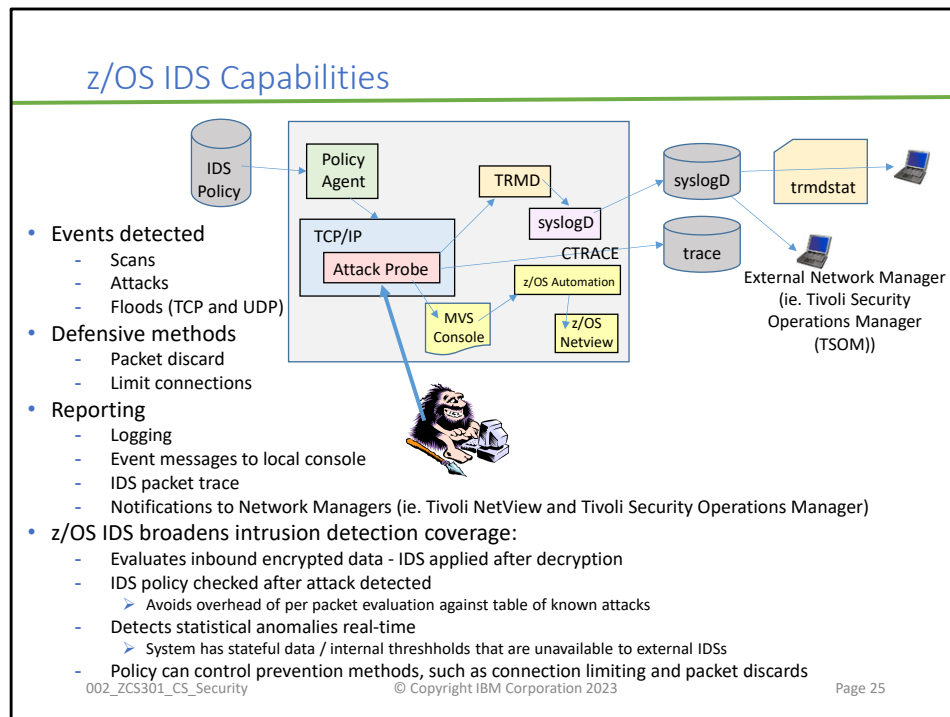 z/OS IDS Capabilities
IDS
Policy
Policy
Agent
TCP/IP
Attack Probe
TRMD
syslogD
CTRACE
z/OS Automation
MVS
Console
z/OS
Netview
syslogD
trace
trmdstat
External Network Manager
(ie. Tivoli Security
Operations Manager
(TSOM))
• Events detected
- Scans
- Attacks
- Floods (TCP and UDP)
• Defensive methods
- Packet discard
- Limit connections
• Reporting
- Logging
- Event messages to local console
- IDS packet trace
- Notifications to Network Managers (ie. Tivoli NetView and Tivoli Security Operations Manager)
• z/OS IDS broadens intrusion detection coverage:
- Evaluates inbound encrypted data - IDS applied after decryption
- IDS policy checked after attack detected
➢ Avoids overhead of per packet evaluation against table of known attacks
- Detects statistical anomalies real-time
➢ System has stateful data / internal threshholds that are unavailable to external IDSs
- Policy can control prevention methods, such as connection limiting and packet discards
002_ZCS301_CS_Security
© Copyright IBM Corporation 2023
Page 25